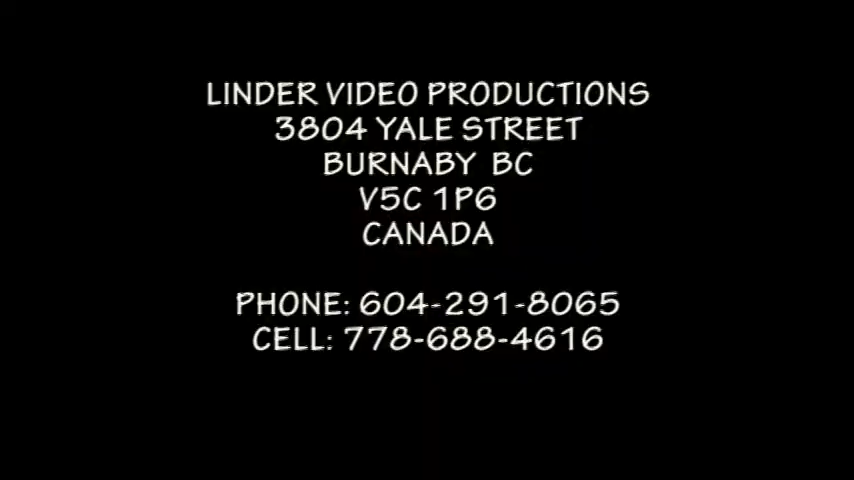 LINDER VIDEO PRODUCTIONS
3804 YALE STREET
BURNABY BC
V5C 1P6
CANADA
PHONE: 604-291-8065
CELL: 778-688-4616